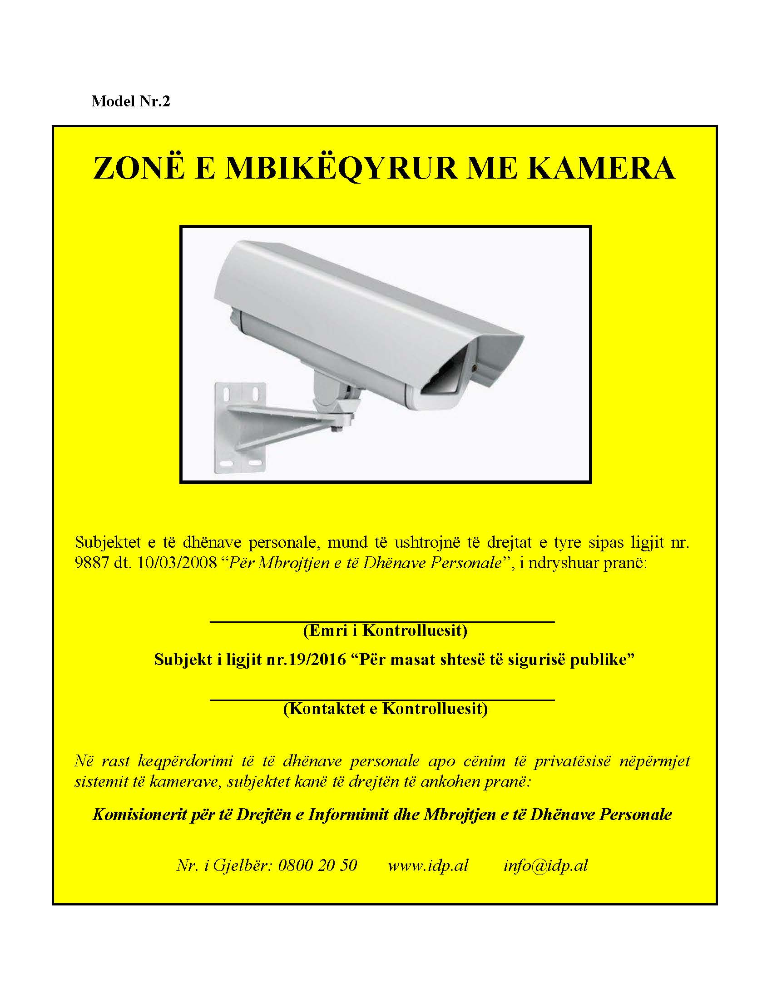 Model Nr.2
ZONË E MBIKËQYRUR ME KAMERA
Subjektet e të dhënave personale, mund të ushtrojnë të drejtat e tyre sipas ligjit nr.
9887 dt. 10/03/2008 “Për Mbrojtjen e të Dhënave Personale”, i ndryshuar pranë:
(Emri i Kontrolluesit)
Subjekt i ligjit nr.19/2016 “Për masat shtesë të sigurisë publike”
(Kontaktet e Kontrolluesit)
Në rast keqpërdorimi të të dhënave personale apo cënim të privatësisë nëpërmjet
sistemit të kamerave, subjektet kanë të drejtën të ankohen pranë:
Komisionerit për të Drejtën e Informimit dhe Mbrojtjen e të Dhënave Personale
Nr. i Gjelbër: 0800 20 50 www.idp.al info@idp.al